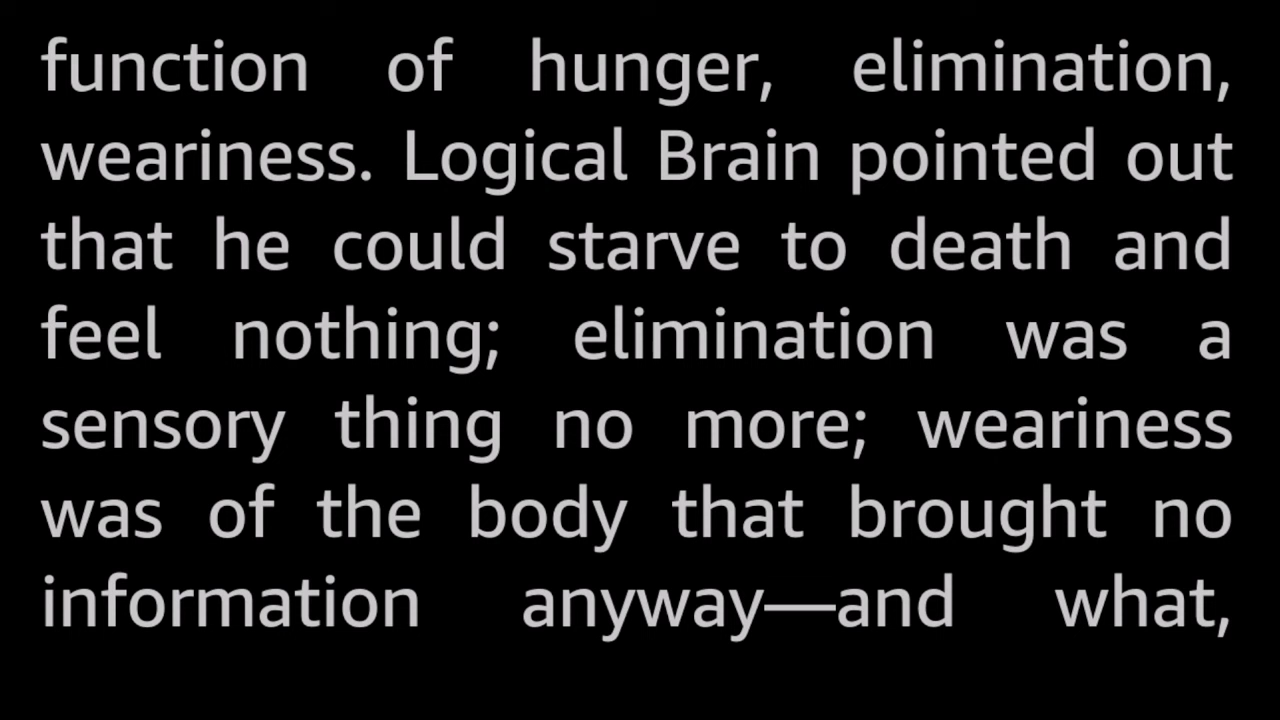 function of hunger, elimination,
weariness. Logical Brain pointed out
that he could starve to death and
feel nothing; elimination was a
sensory thing no more; weariness
was of the body that brought no
information anyway—and what,